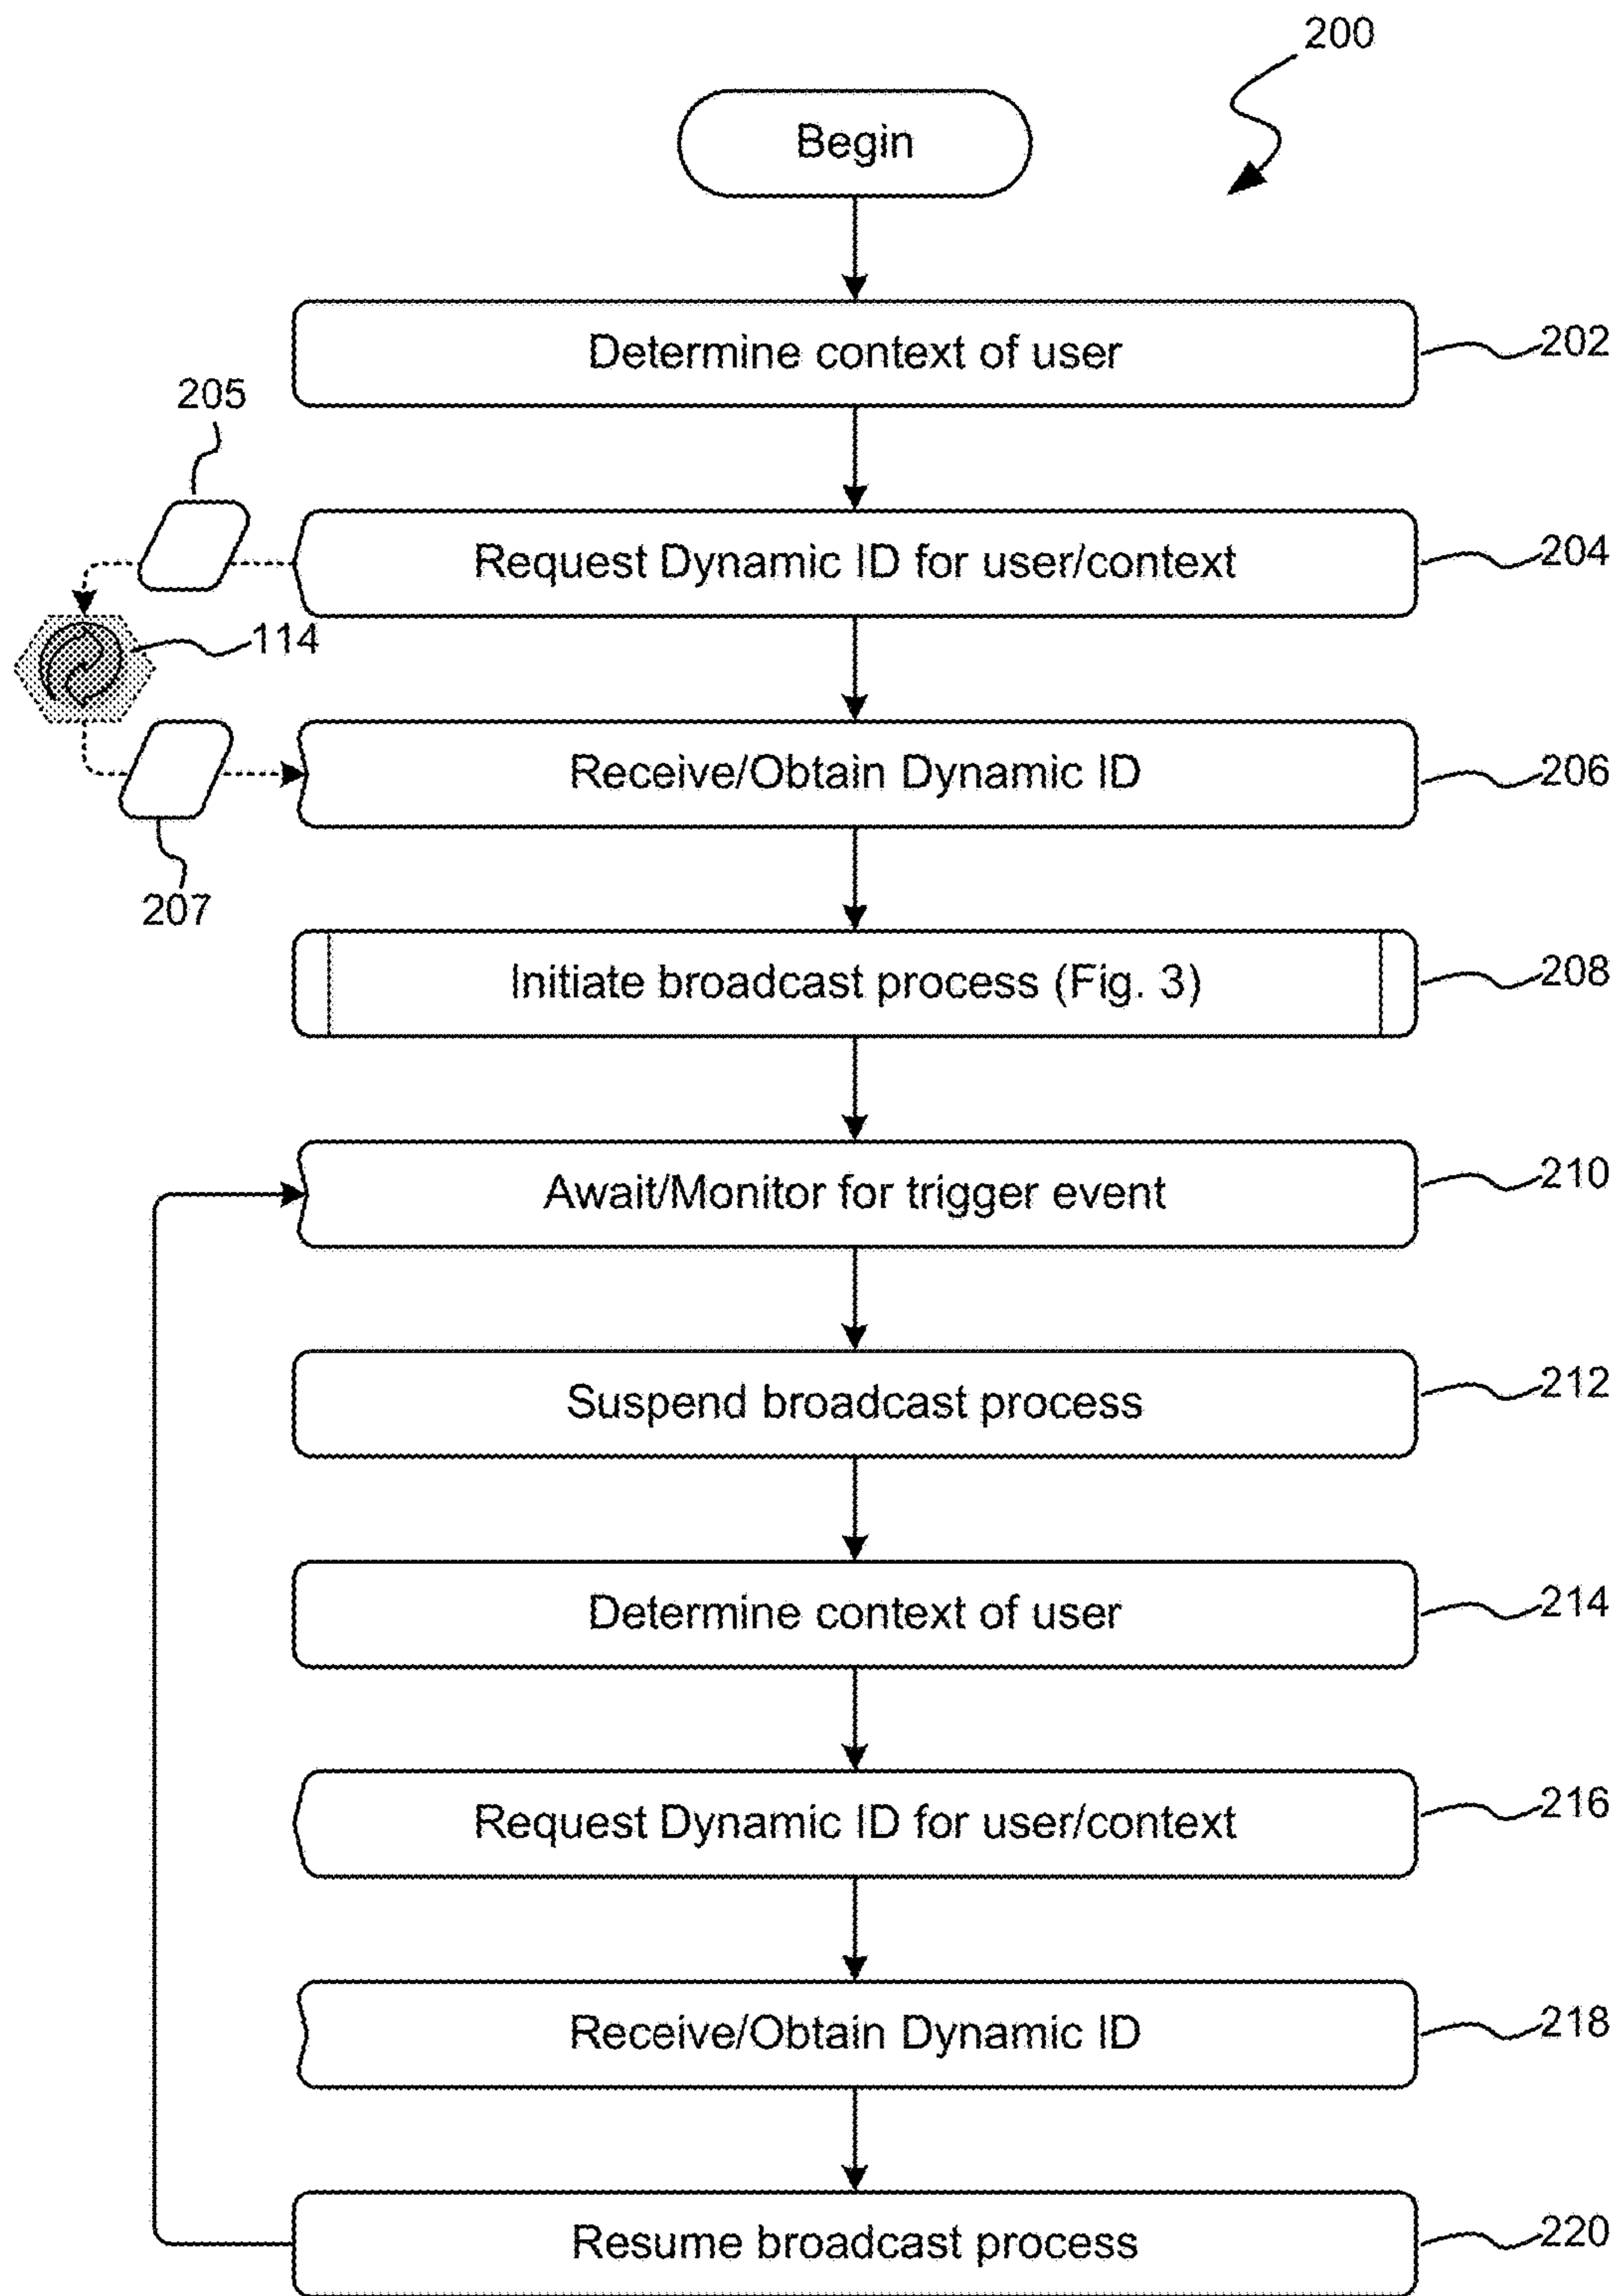 200
Begin
Determine context of user
202
205
Request Dynamic ID for user/context
204
114
Receive/Obtain Dynamic ID
206
207
Initiate broadcast process (Fig. 3)
208
Await/Monitor for trigger event
210
Suspend broadcast process
212
Determine context of user
214
Request Dynamic ID for user/context
216
Receive/Obtain Dynamic ID
218
Resume broadcast process
220